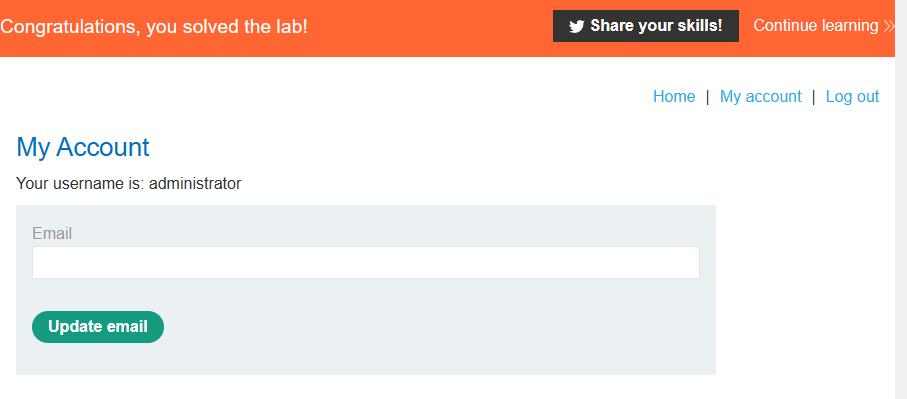 Congratulations, you solved the lab!
Share your skills!
Continue learning
Home | My account | Log out
My Account
Your username is: administrator
Email
Update email